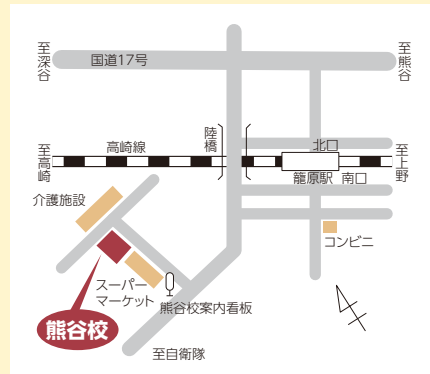 至深谷
国道17号
至熊谷
至高崎
高崎線
陸橋
北口
籠原駅 南口
至上野
介護施設
コンビニ
スーパー
マーケット
熊谷校案内看板
熊谷校
至自衛隊